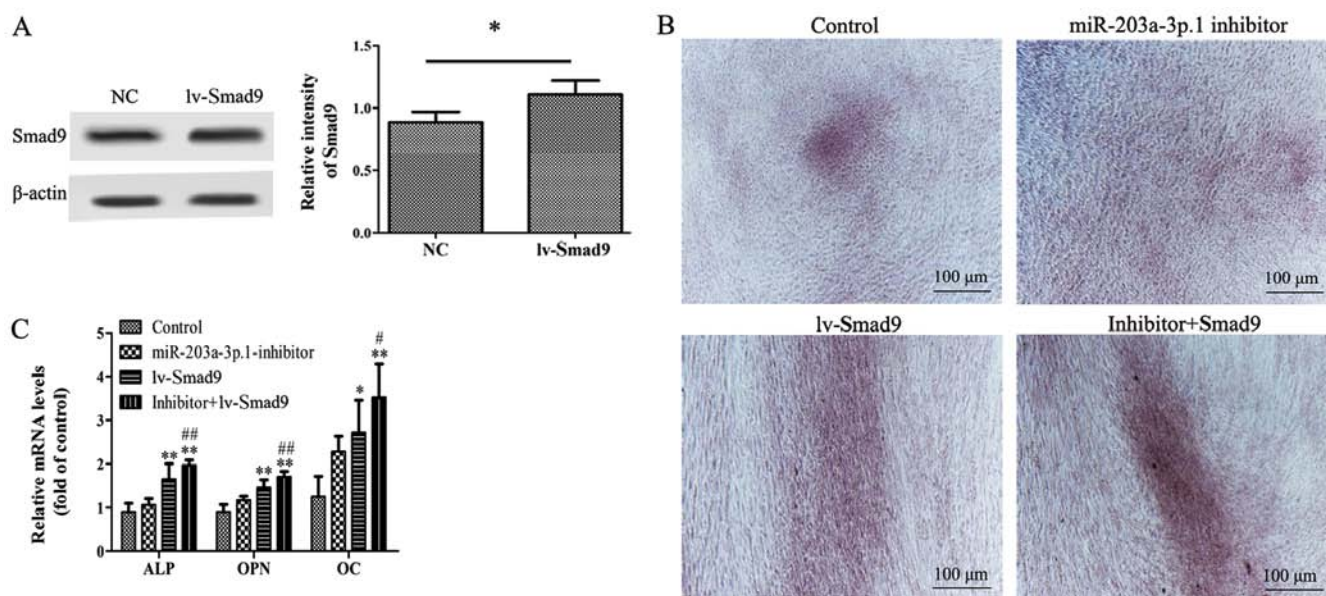 A
NC
lv-Smad9
Smad9
β-actin
*
Relative intensity
of Smad9
1.5
1.0
0.5
0.0
NC
lv-Smad9
B
Control
miR-203a-3p.1 inhibitor
100 μm
100 μm
lv-Smad9
Inhibitor+Smad9
100 μm
100 μm
C
Relative mRNA levels
(fold of control)
5
4
3
2
1
0
Control
miR-203a-3p.1-inhibitor
lv-Smad9
Inhibitor+lv-Smad9
**
##
**
**
##
**
*
#
**
ALP
OPN
OC